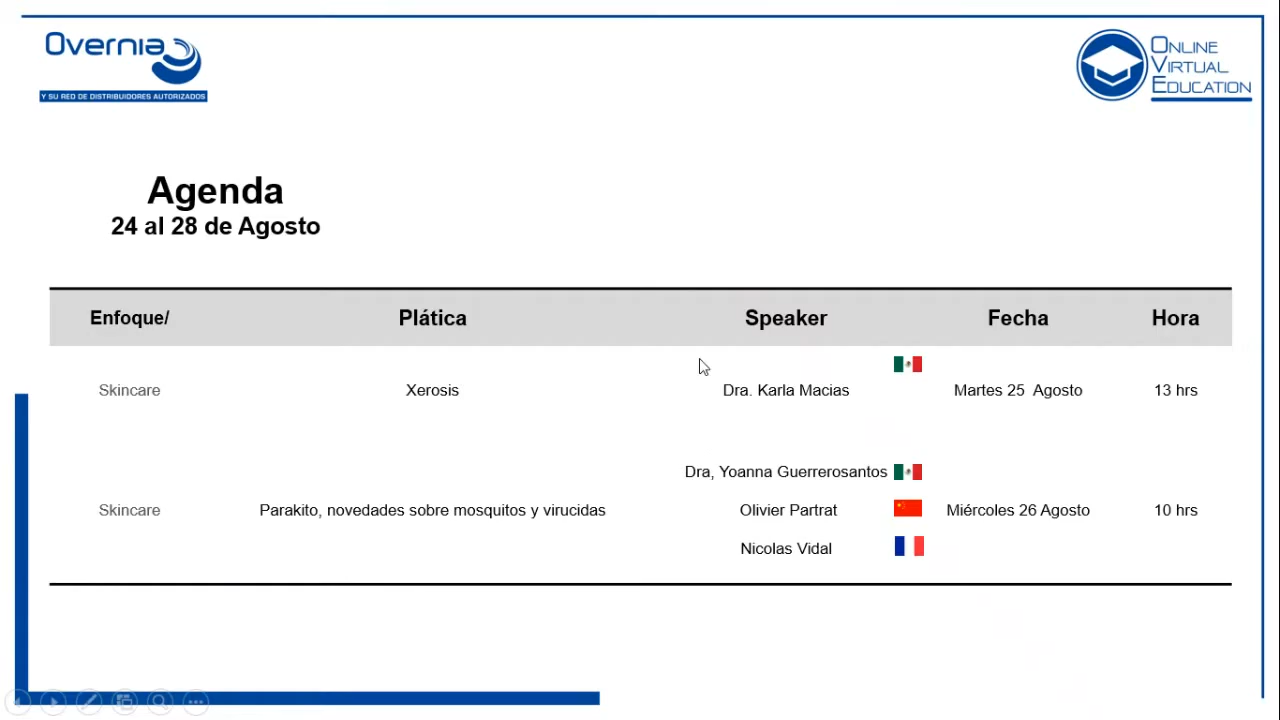 Overnia
Y SU RED DE DISTRIBUIDORES AUTORIZADOS
ONLINE
VIRTUAL
EDUCATION
Agenda
24 al 28 de Agosto
Enfoque/ Plática Speaker Fecha Hora
Skincare Xerosis Dra. Karla Macias Martes 25 Agosto 13 hrs
Dra, Yoanna Guerrerosantos
Skincare Parakito, novedades sobre mosquitos y virucidas Olivier Partrat Miércoles 26 Agosto 10 hrs
Nicolas Vidal